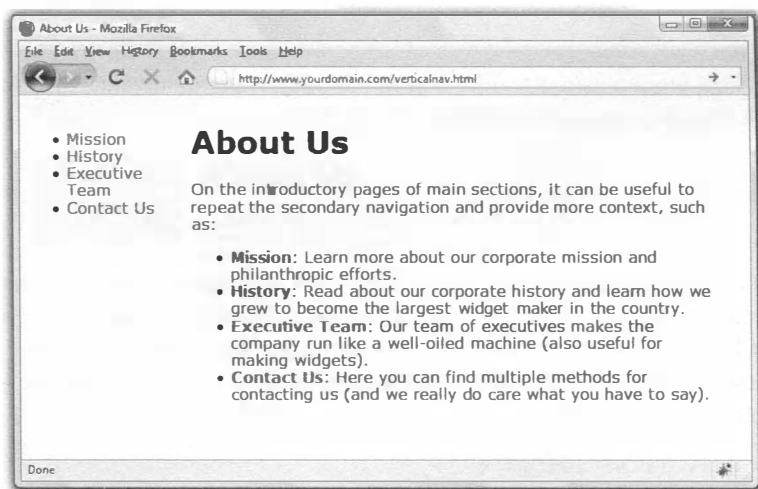 About Us - Mozilla Firefox
File Edit View History Bookmarks Tools Help
http://www.yourdomain.com/verticalnav.html
• Mission
• History
• Executive
Team
• Contact Us
About Us
On the introductory pages of main sections, it can be useful to
repeat the secondary navigation and provide more context, such
as:
• Mission: Learn more about our corporate mission and
philanthropic efforts.
• History: Read about our corporate history and learn how we
grew to become the largest widget maker in the country.
• Executive Team: Our team of executives makes the
company run like a well-oiled machine (also useful for
making widgets).
• Contact Us: Here you can find multiple methods for
contacting us (and we really do care what you have to say).
Done